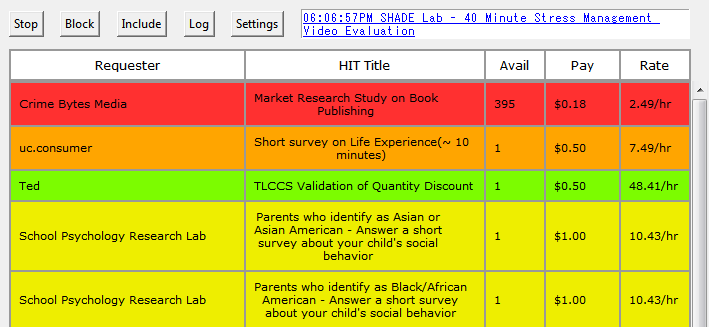 Stop Block Include Log Settings
06:06:57PM SHADE Lab - 40 Minute Stress Management
Video Evaluation
Requester HIT Title Avail Pay Rate
Crime Bytes Media Market Research Study on Book 395 $0.18 2.49/hr
Publishing
uc.consumer Short survey on Life Experience(~ 10 1 $0.50 7.49/hr
minutes)
Ted TLCCS Validation of Quantity Discount 1 $0.50 48.41/hr
Parents who identify as Asian or
School Psychology Research Lab Asian American - Answer a short 1 $1.00 10.43/hr
survey about your child's social
behavior
Parents who identify as Black/African
School Psychology Research Lab American - Answer a short survey 1 $1.00 10.43/hr
about your child's social behavior